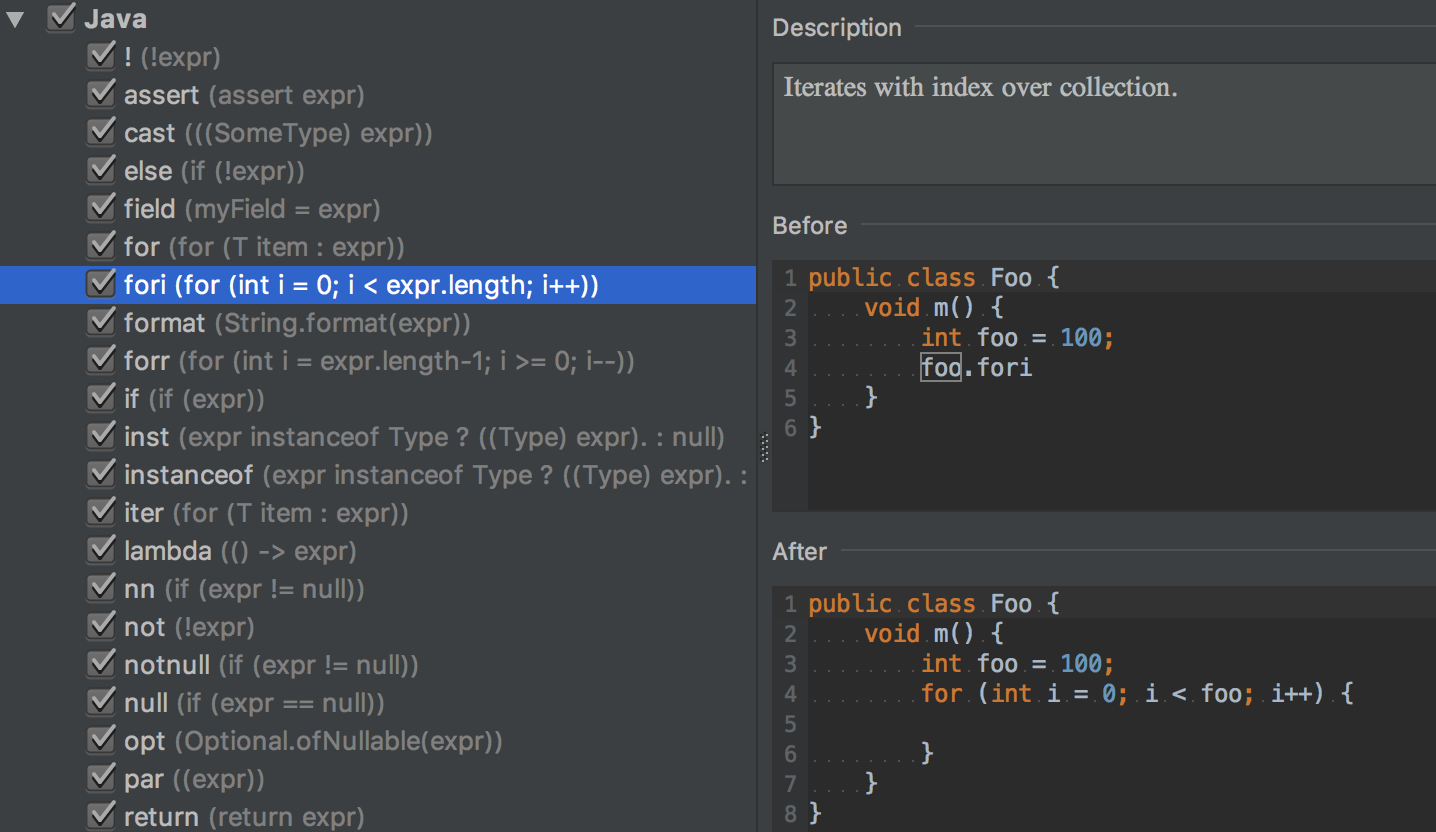 Java
! (!expr)
assert (assert expr)
cast (((SomeType) expr))
else (if (!expr))
field (myField = expr)
for (for (T item : expr))
fori (for (int i = 0; i < expr.length; i++))
format (String.format(expr))
forr (for (int i = expr.length-1; i >= 0; i--))
if (if (expr))
inst (expr instanceof Type ? ((Type) expr). : null)
instanceof (expr instanceof Type ? ((Type) expr). :
iter (for (T item : expr))
lambda (() -> expr)
nn (if (expr != null))
not (!expr)
notnull (if (expr != null))
null (if (expr == null))
opt (Optional.ofNullable(expr))
par ((expr))
return (return expr)
Description
Iterates with index over collection.
Before
1 public class Foo {
2 void m() {
3 int foo = 100;
4 foo.fori
5 }
6 }
After
1 public class Foo {
2 void m() {
3 int foo = 100;
4 for (int i = 0; i < foo; i++) {
5
6 }
7 }
8 }